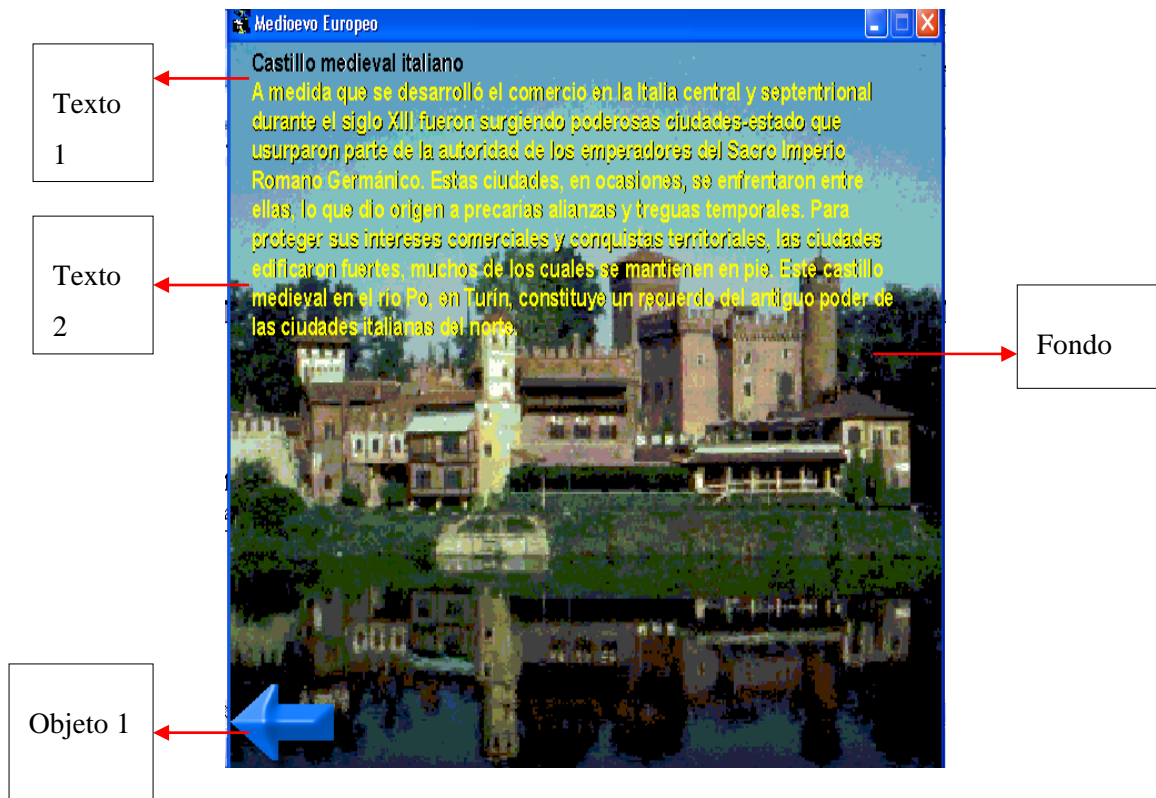 Medioevo Europeo
Castillo medieval italiano
A medida que se desarrolló el comercio en la Italia central y septentrional
durante el siglo XIII fueron surgiendo poderosas ciudades-estado que
usurparon parte de la autoridad de los emperadores del Sacro Imperio
Romano Germánico. Estas ciudades, en ocasiones, se enfrentaron entre
ellas, lo que dio origen a precarias alianzas y treguas temporales. Para
proteger sus intereses comerciales y conquistas territoriales, las ciudades
edificaron fuertes, muchos de los cuales se mantienen en pie. Este castillo
medieval en el río Po, en Turín, constituye un recuerdo del antiguo poder de
las ciudades italianas del norte.
Texto
1
Texto
2
Fondo
Objeto 1